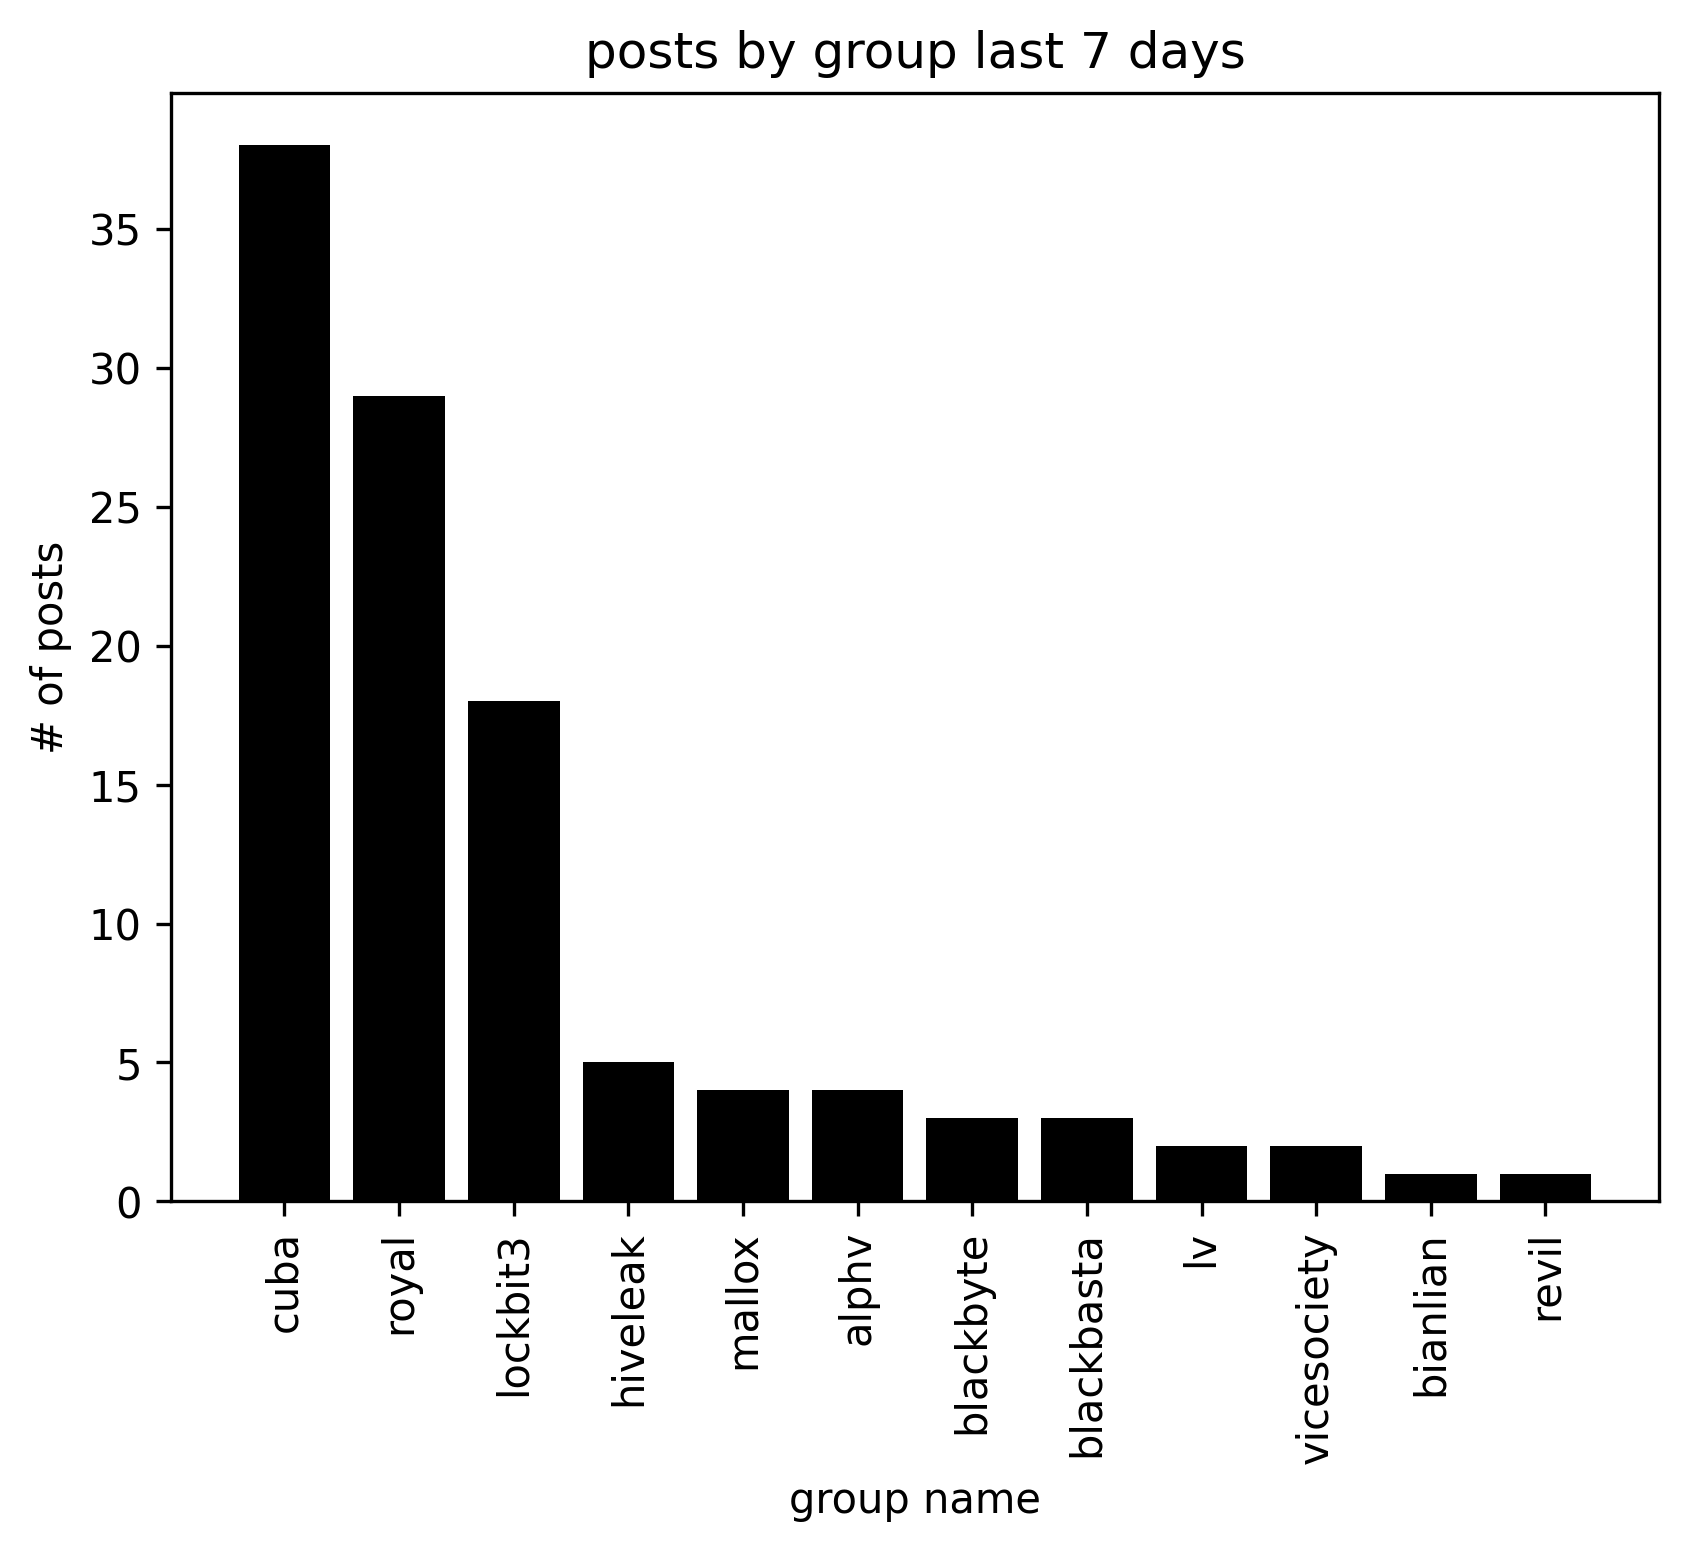 posts by group last 7 days
# of posts
35
30
25
20
15
10
5
0
cuba
royal
lockbit3
hiveleak
mallox
alphv
blackbyte
blackbasta
lv
vicesociety
bianlian
revil
group name